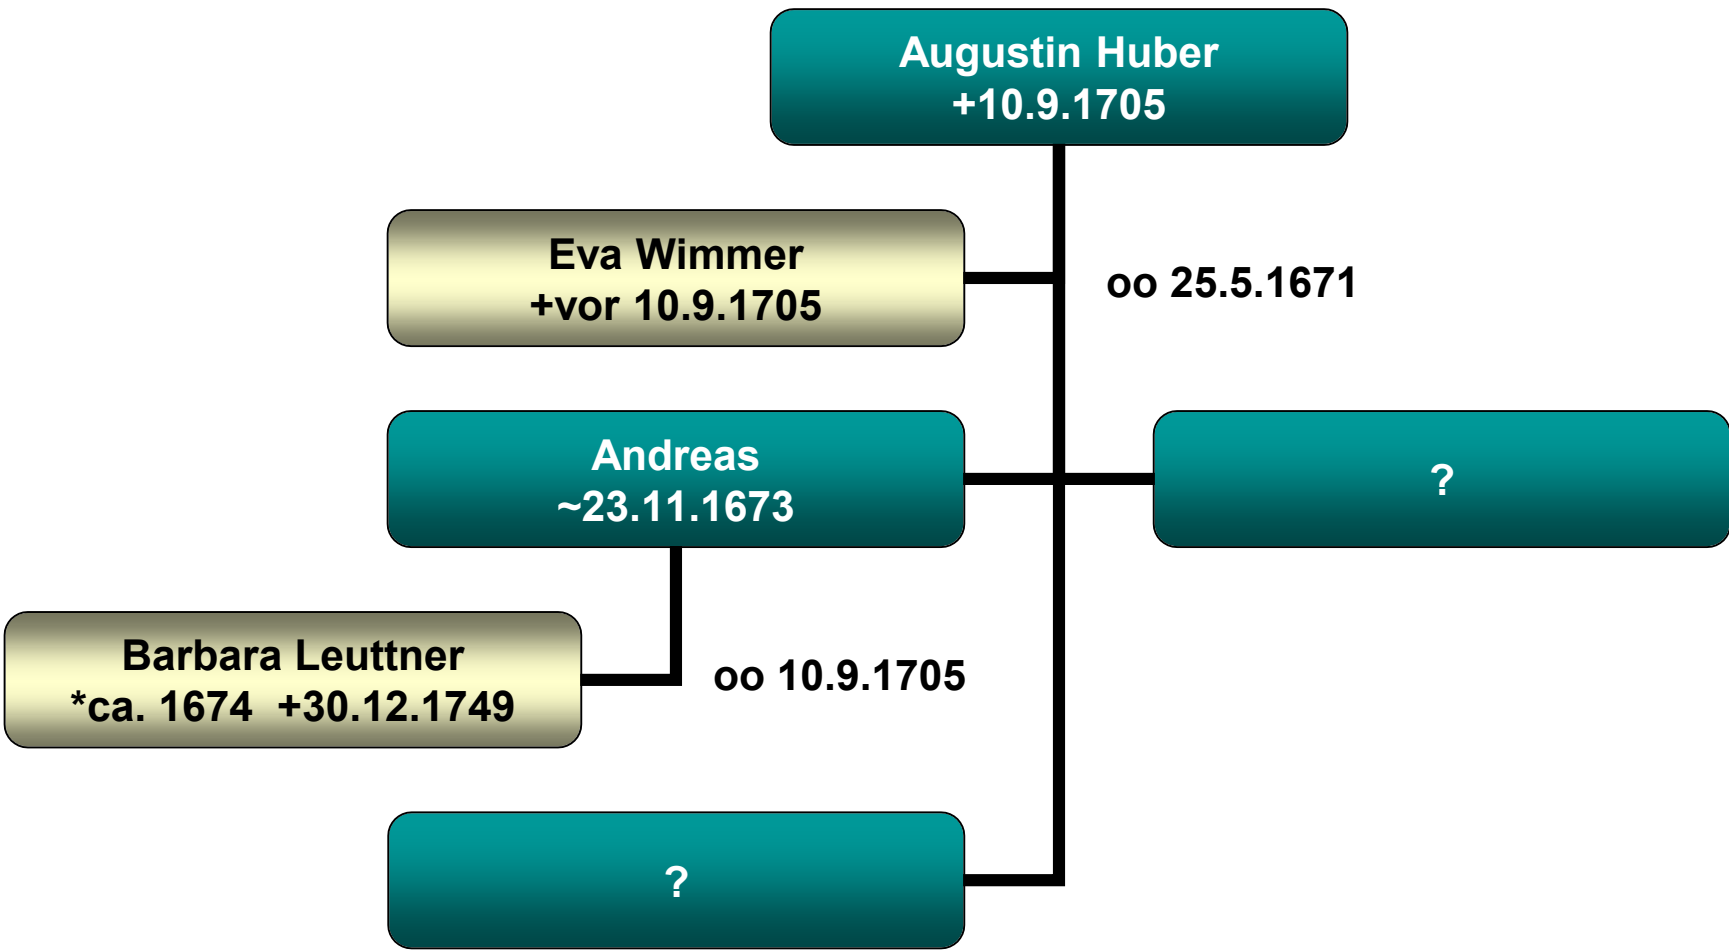 Augustin Huber
+10.9.1705
Eva Wimmer
+vor 10.9.1705
oo 25.5.1671
Andreas
~23.11.1673
?
Barbara Leuttner
*ca. 1674  +30.12.1749
oo 10.9.1705
?